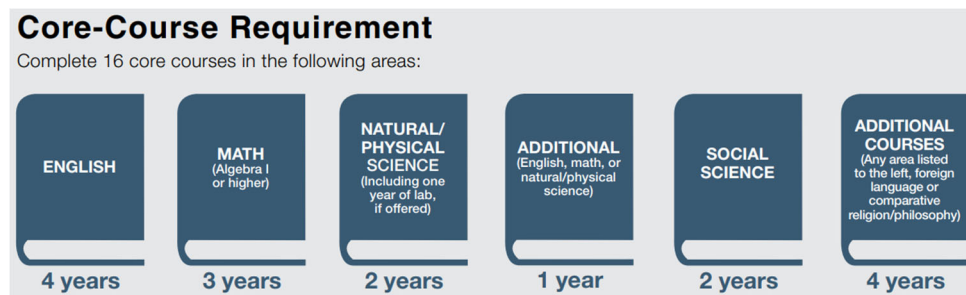 Core-Course Requirement
Complete 16 core courses in the following areas:
ENGLISH
4 years
MATH
(Algebra I
or higher)
3 years
NATURAL/
PHYSICAL
SCIENCE
(Including one
year of lab,
if offered)
2 years
ADDITIONAL
(English, math, or
natural/physical
science)
1 year
SOCIAL
SCIENCE
2 years
ADDITIONAL
COURSES
(Any area listed
to the left, foreign
language or
comparative
religion/philosophy)
4 years